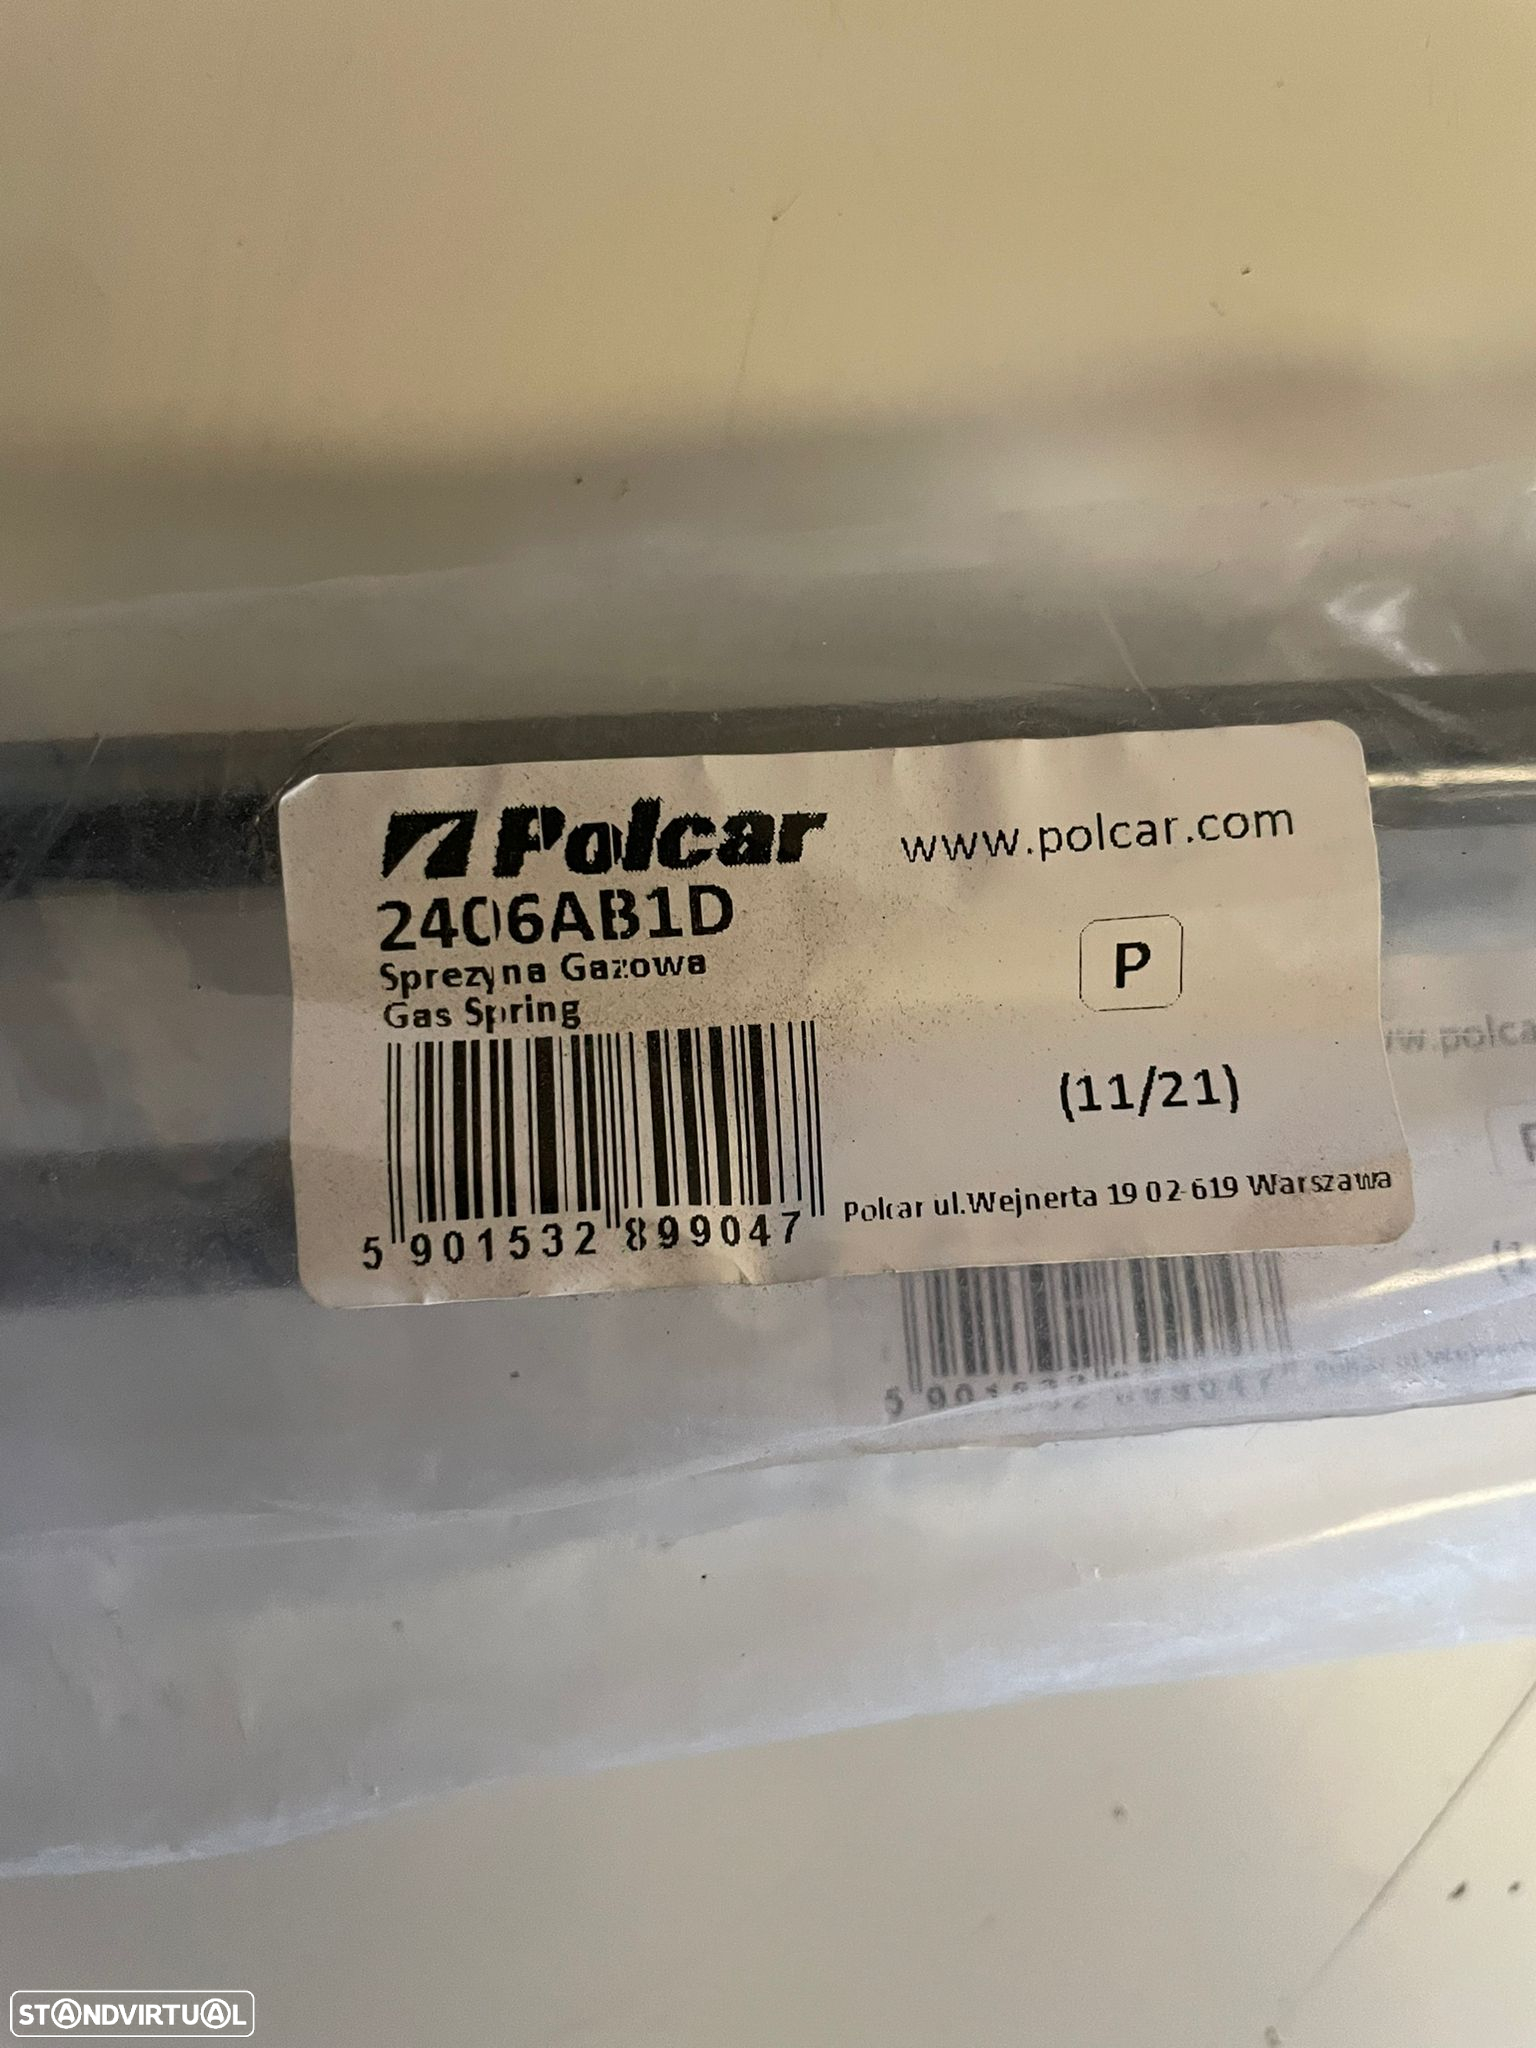 Polcar
www.polcar.com
2406AB1D
Sprezyna Gazowa
Gas Spring
P
(11/21)
Polcar ul.Wejnerta 19 02-619 Warszawa
5 901532 899047
STANDVIRTUAL